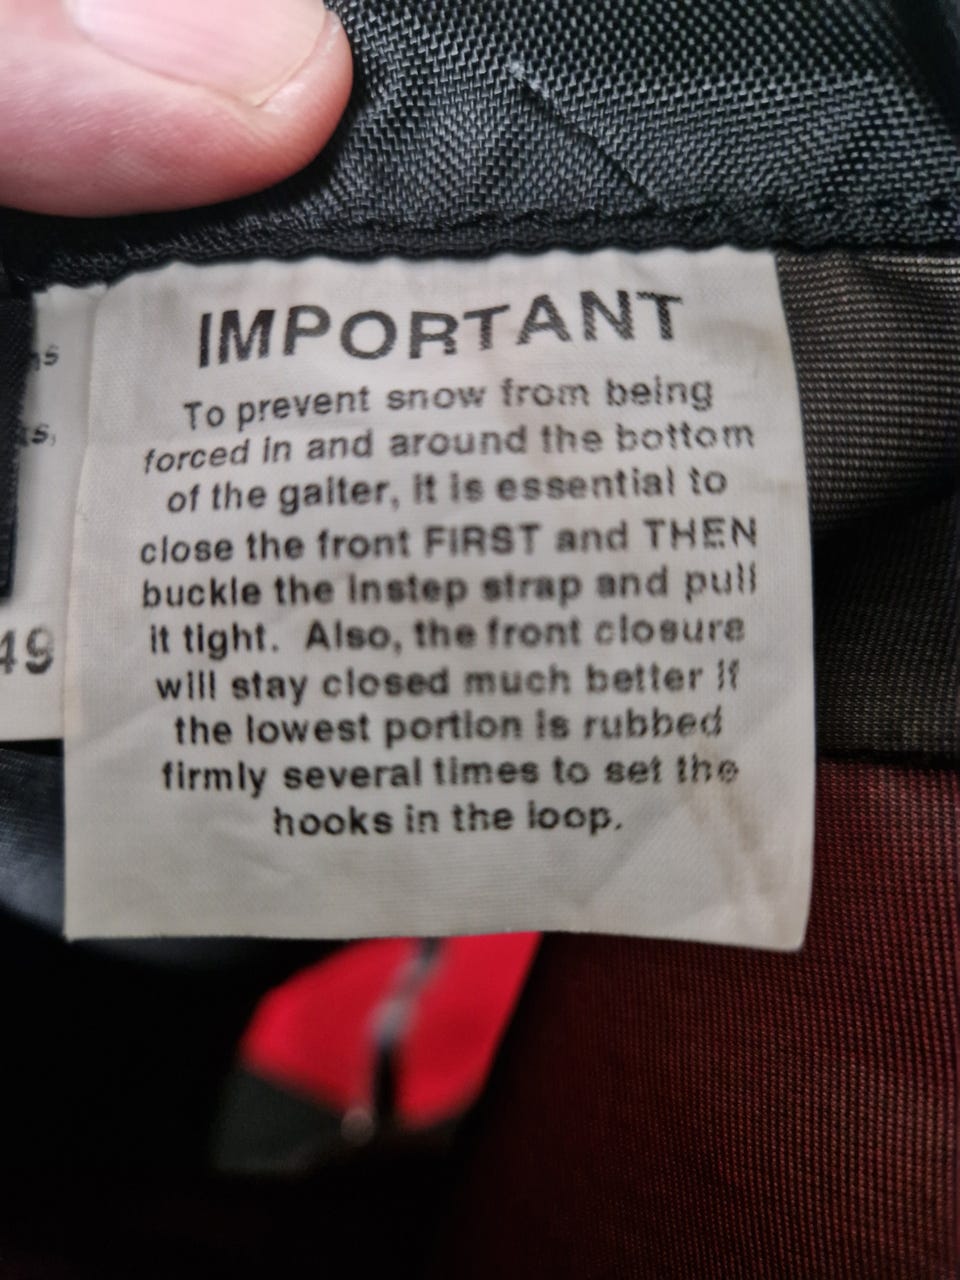 IMPORTANT
To prevent snow from being
forced in and around the bottom
of the gaiter, it is essential to
close the front FIRST and THEN
buckle the instep strap and pull
it tight. Also, the front closure
will stay closed much better if
the lowest portion is rubbed
firmly several times to set the
hooks in the loop.
49